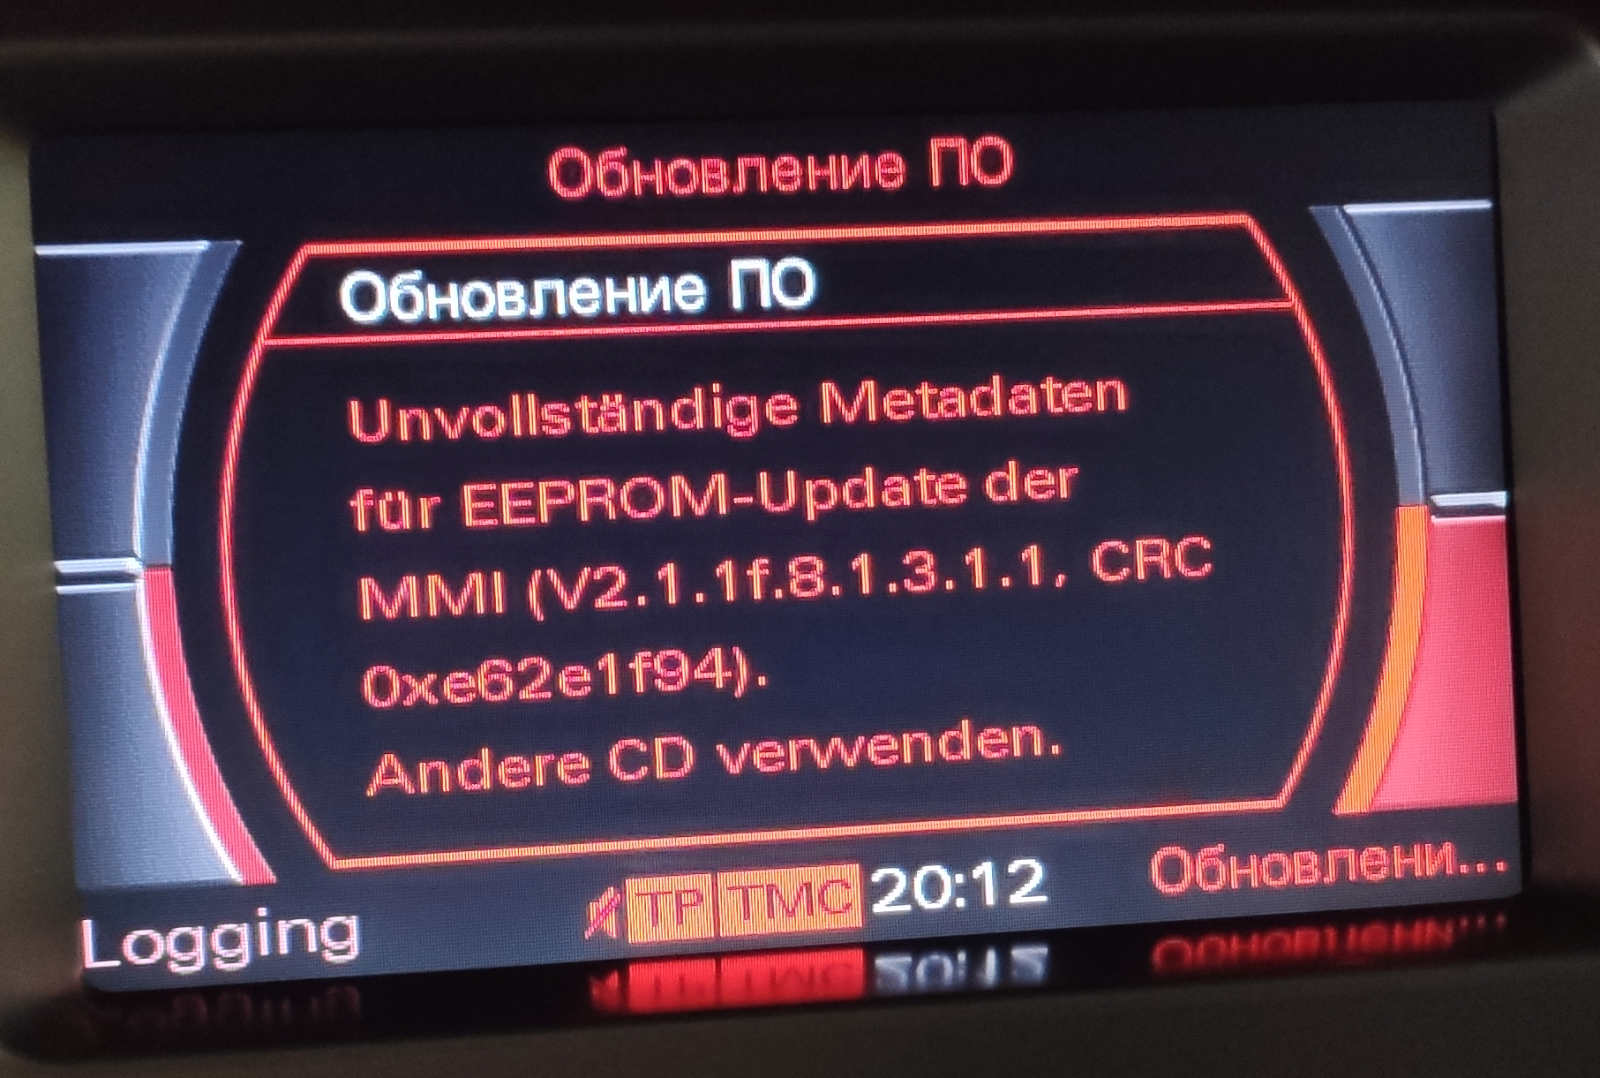 Обновление ПО
Обновление ПО
Unvollständige Metadaten
für EEPROM-Update der
MMI (V2.1.1f.8.1.3.1.1, CRC
0xe62e1f94).
Andere CD verwenden.
Logging
TP TMC 20:12
Обновлени...